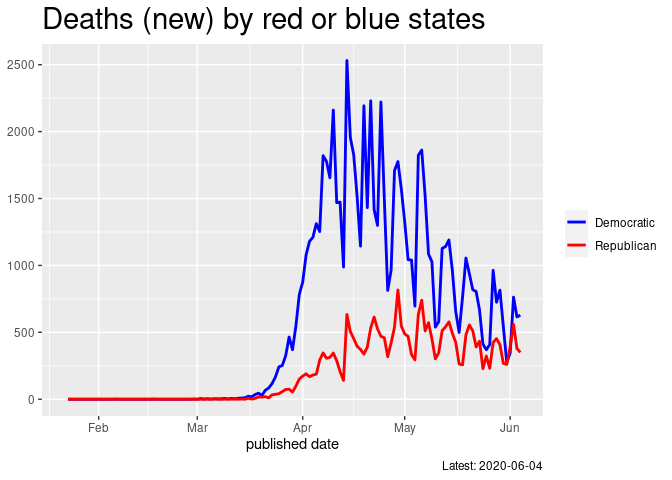 Deaths (new) by red or blue states
2500
2000
1500
1000
500
0
Feb
Mar
Apr
May
Jun
published date
Democratic
Republican
Latest: 2020-06-04